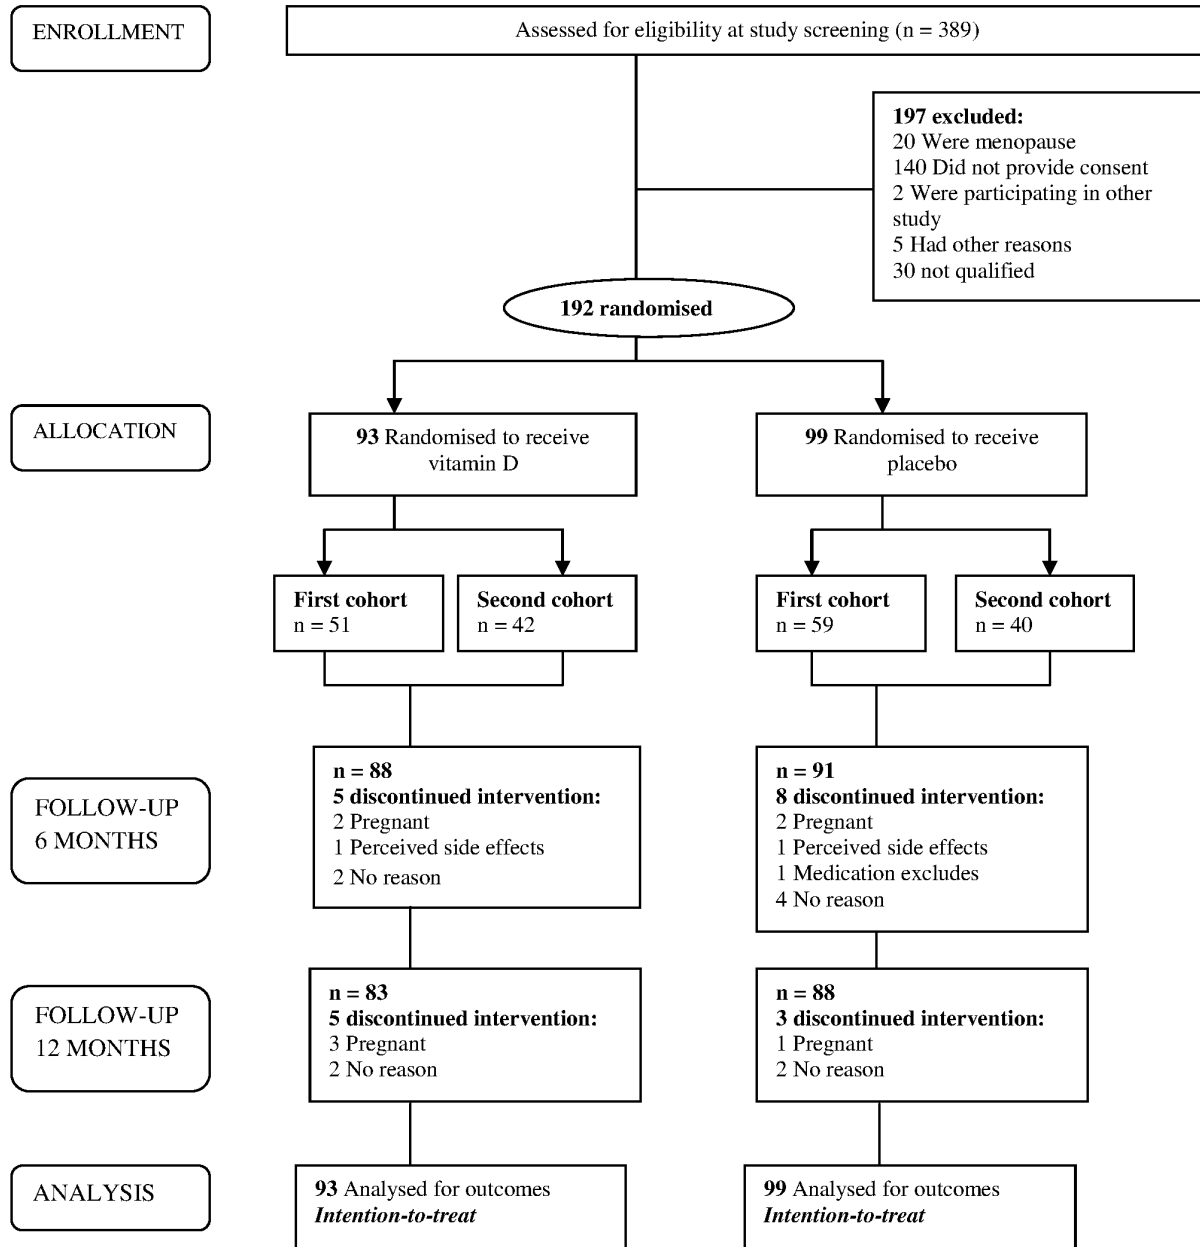 ENROLLMENT
Assessed for eligibility at study screening (n = 389)
197 excluded:
20 Were menopause
140 Did not provide consent
2 Were participating in other
study
5 Had other reasons
30 not qualified
192 randomised
ALLOCATION
93 Randomised to receive
vitamin D
99 Randomised to receive
placebo
First cohort
n = 51
Second cohort
n = 42
First cohort
n = 59
Second cohort
n = 40
FOLLOW-UP
6 MONTHS
n = 88
5 discontinued intervention:
2 Pregnant
1 Perceived side effects
2 No reason
n = 91
8 discontinued intervention:
2 Pregnant
1 Perceived side effects
1 Medication excludes
4 No reason
FOLLOW-UP
12 MONTHS
n = 83
5 discontinued intervention:
3 Pregnant
2 No reason
n = 88
3 discontinued intervention:
1 Pregnant
2 No reason
ANALYSIS
93 Analysed for outcomes
Intention-to-treat
99 Analysed for outcomes
Intention-to-treat